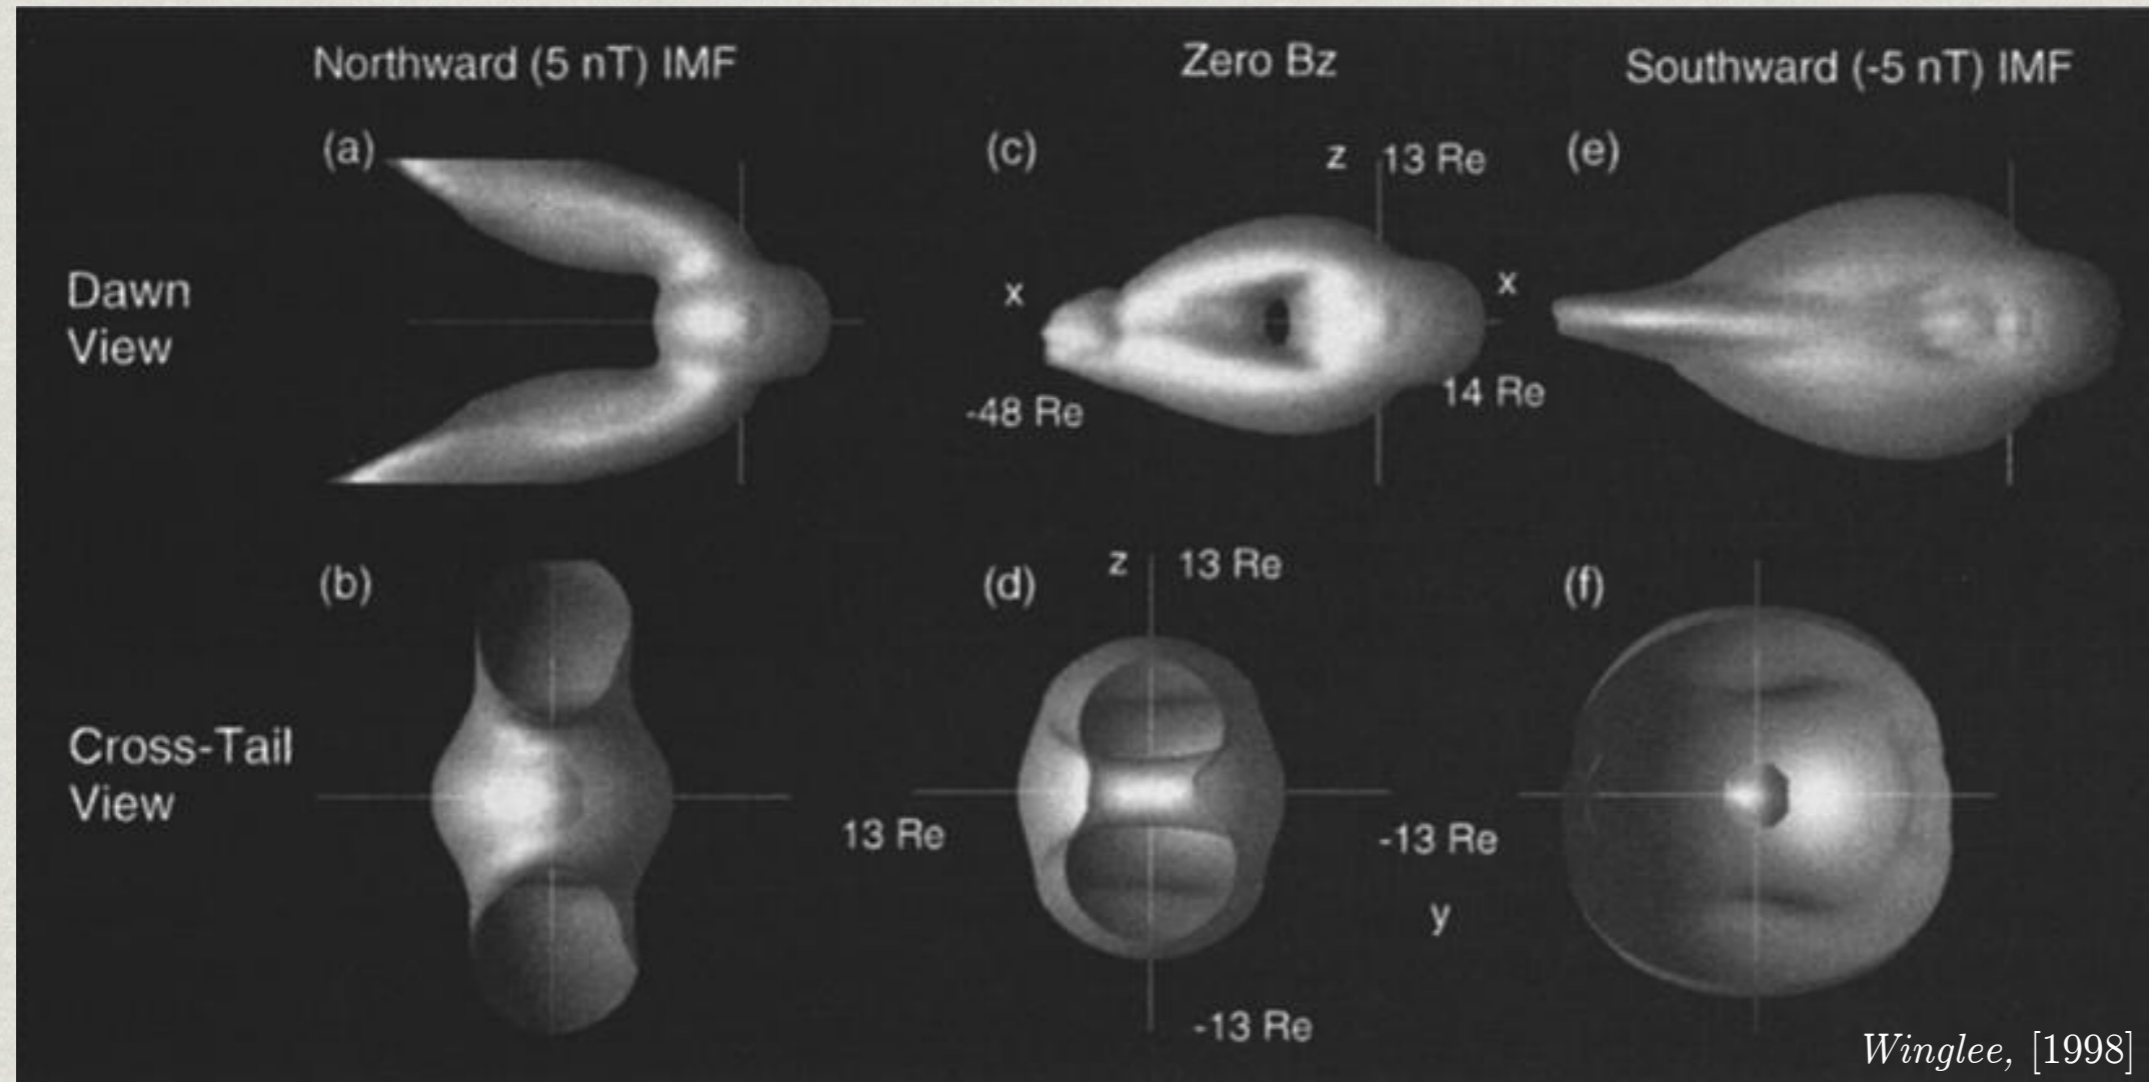 Northward (5 nT) IMF
Zero Bz
Southward (-5 nT) IMF
(a)
(c)
z 13 Re
(e)
Dawn
View
x
x
-48 Re
14 Re
(b)
(d)
z 13 Re
(f)
Cross-Tail
View
13 Re
-13 Re
y
-13 Re
Winglee, [1998]